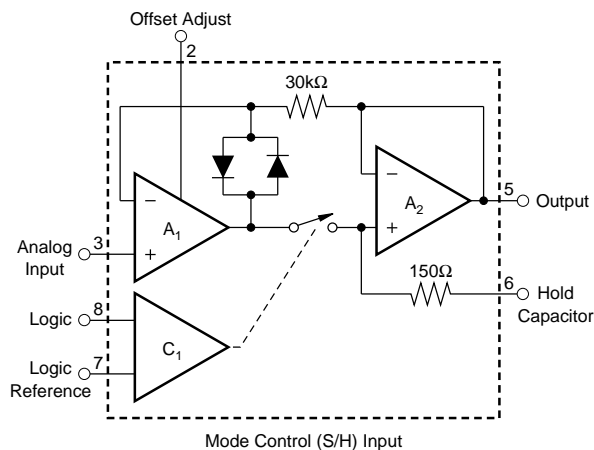 Offset Adjust
2
30kΩ
−
A1
+
−
A2
+
5
Output
3
Analog
Input
150Ω
6
Hold
Capacitor
8
Logic
C1
7
Logic
Reference
Mode Control (S/H) Input